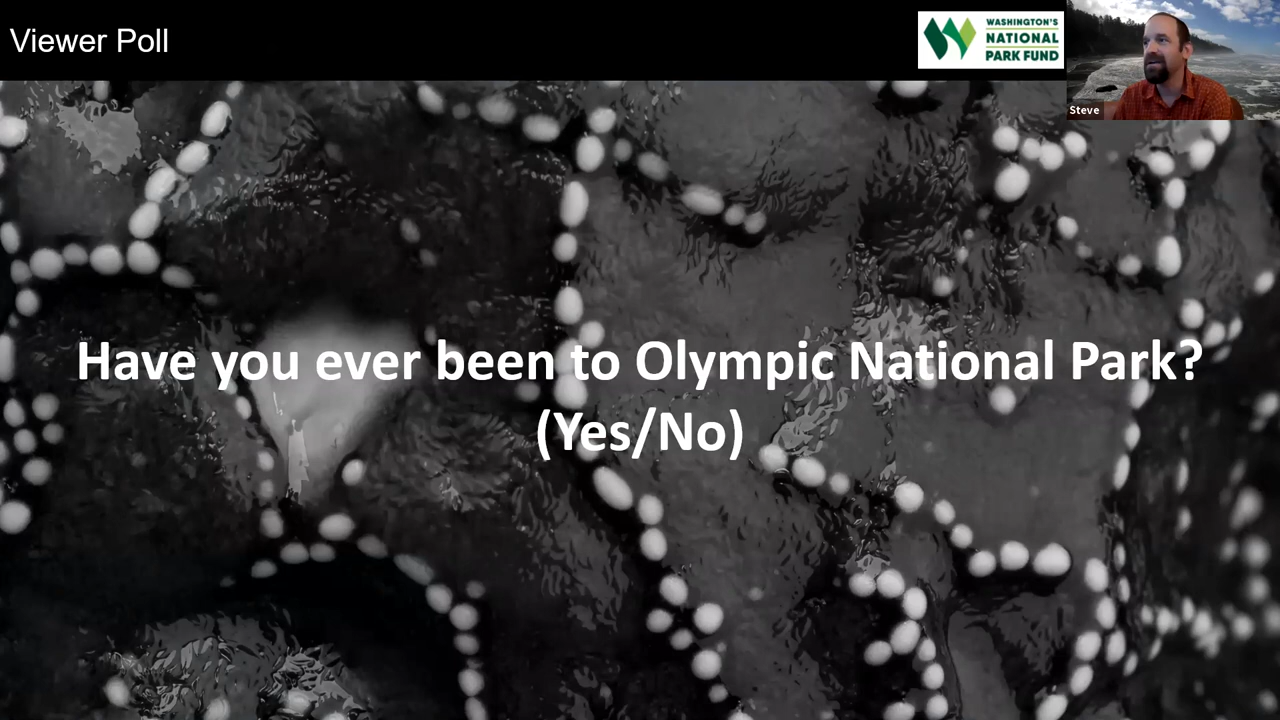 Viewer Poll
WASHINGTON'S
NATIONAL
PARK FUND
Steve
Have you ever been to Olympic National Park?
(Yes/No)